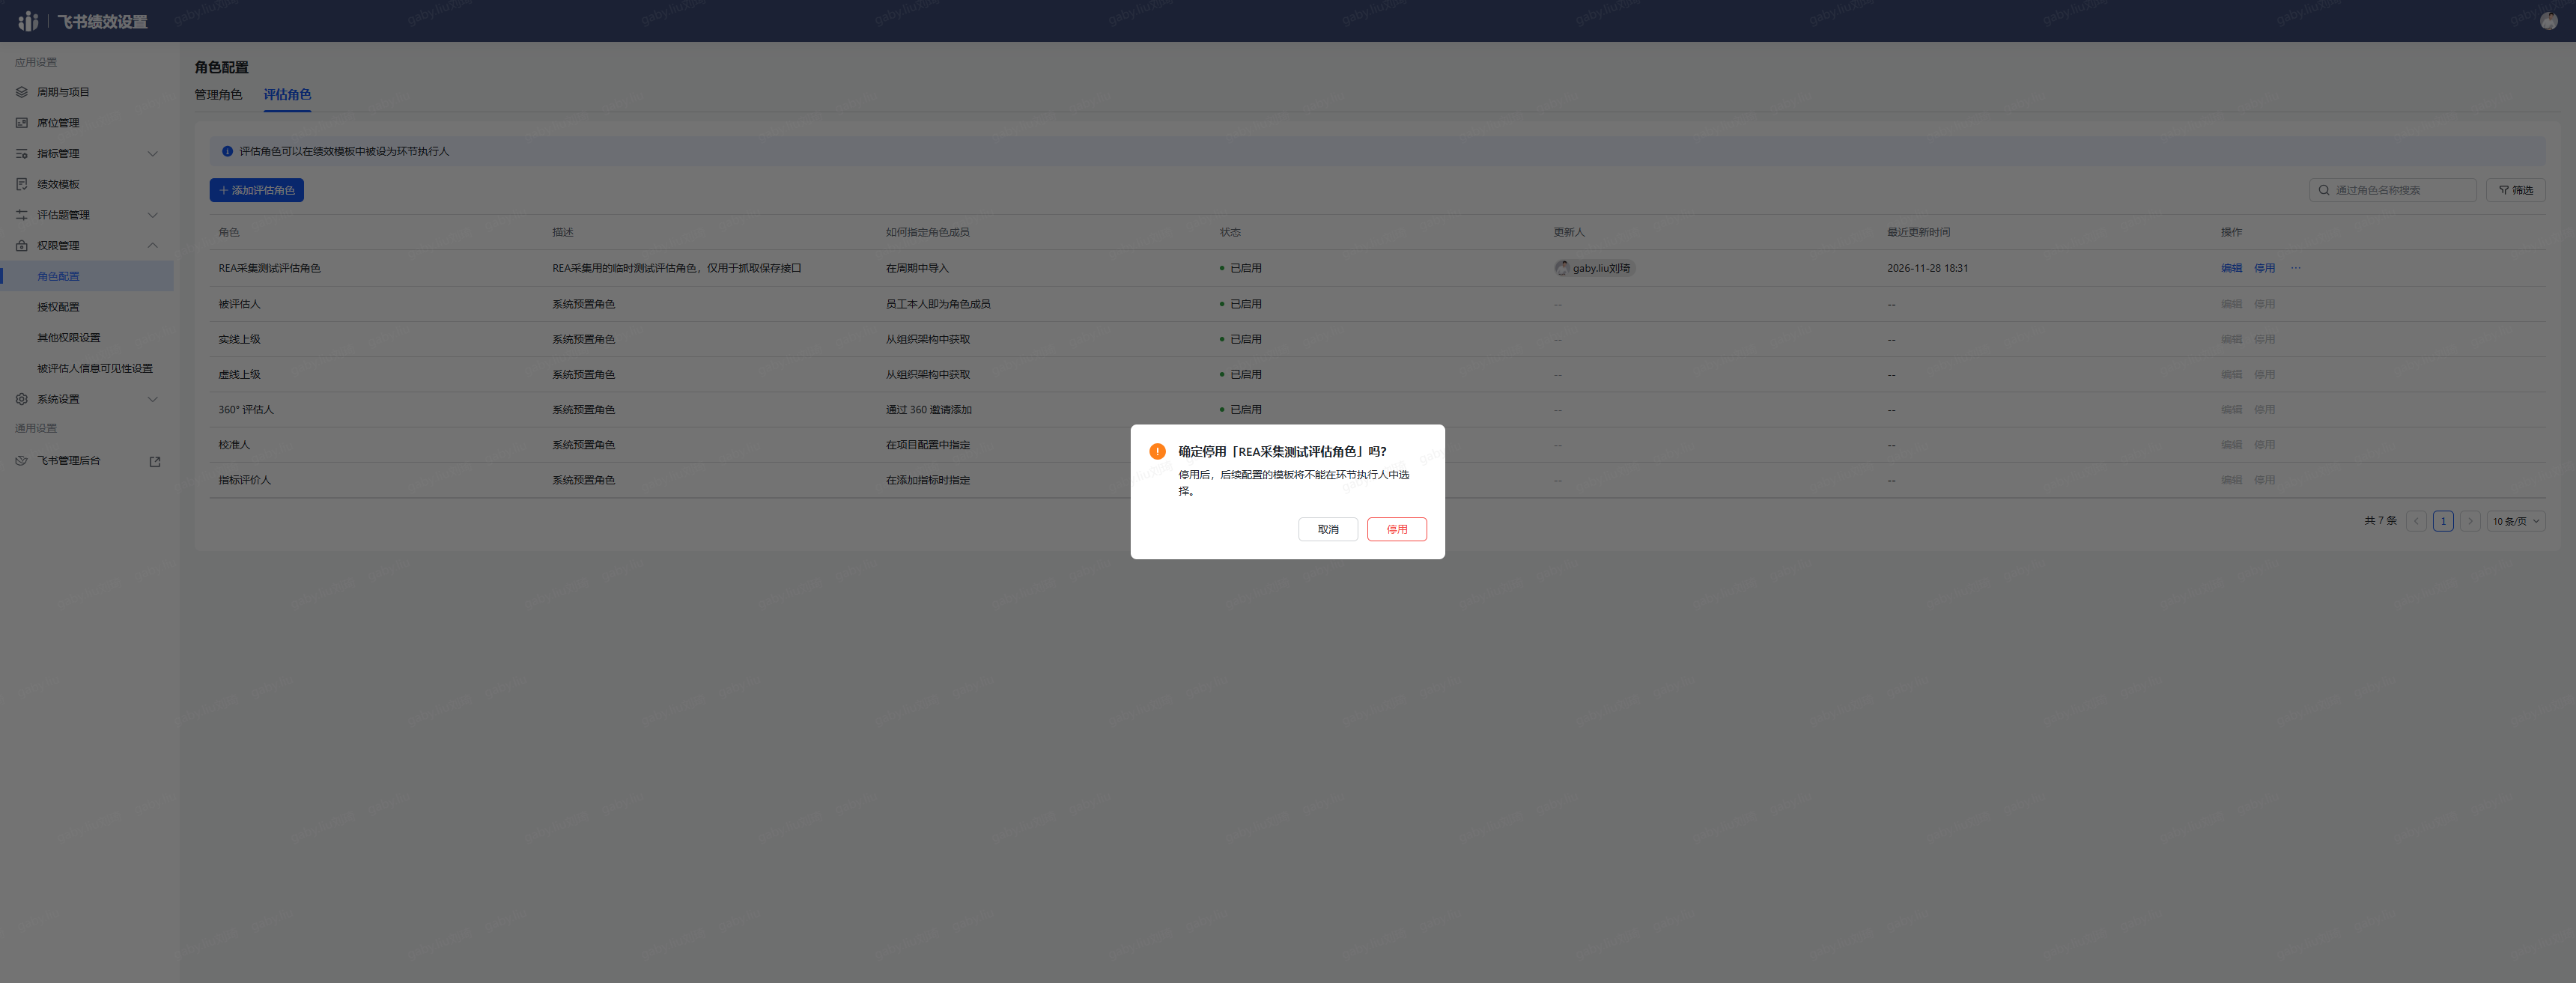 飞书绩效设置
应用设置
周期与项目
席位管理
指标管理
绩效模板
评估题管理
权限管理
角色配置
授权配置
其他权限设置
被评估人信息可见性设置
系统设置
通用设置
飞书管理后台
角色配置
管理角色 评估角色
评估角色可以在绩效模板中被设为环节执行人
添加评估角色
通过角色名称搜索 筛选
角色 描述 如何指定角色成员 状态 更新人 最近更新时间 操作
REA采集测试评估角色 REA采集用的临时测试评估角色，仅用于抓取保存接口 在周期中导入 已启用 gaby.liu刘琦 2026-11-28 18:31 编辑 停用 ···
被评估人 系统预置角色 员工本人即为角色成员 已启用 -- -- 编辑 停用
实线上级 系统预置角色 从组织架构中获取 已启用 -- -- 编辑 停用
虚线上级 系统预置角色 从组织架构中获取 已启用 -- -- 编辑 停用
360° 评估人 系统预置角色 通过 360 邀请添加 已启用 -- -- 编辑 停用
校准人 系统预置角色 在项目配置中指定 -- -- 编辑 停用
指标评价人 系统预置角色 在添加指标时指定 -- -- 编辑 停用
共 7 条 1 10 条/页
确定停用「REA采集测试评估角色」吗?
停用后，后续配置的模板将不能在环节执行人中选
择。
取消 停用